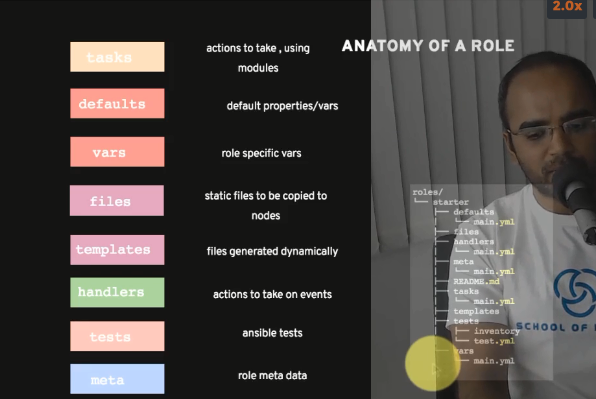 2.0x
ANATOMY OF A ROLE
tasks
actions to take , using
modules
defaults
default properties/vars
vars
role specific vars
files
static files to be copied to
nodes
templates
files generated dynamically
handlers
actions to take on events
tests
ansible tests
meta
role meta data
roles/
└── starter
├── defaults
│   └── main.yml
├── files
├── handlers
│   └── main.yml
├── meta
│   └── main.yml
├── README.md
├── tasks
│   └── main.yml
├── templates
├── tests
│   ├── inventory
│   └── test.yml
└── vars
└── main.yml
SCHOOL OF